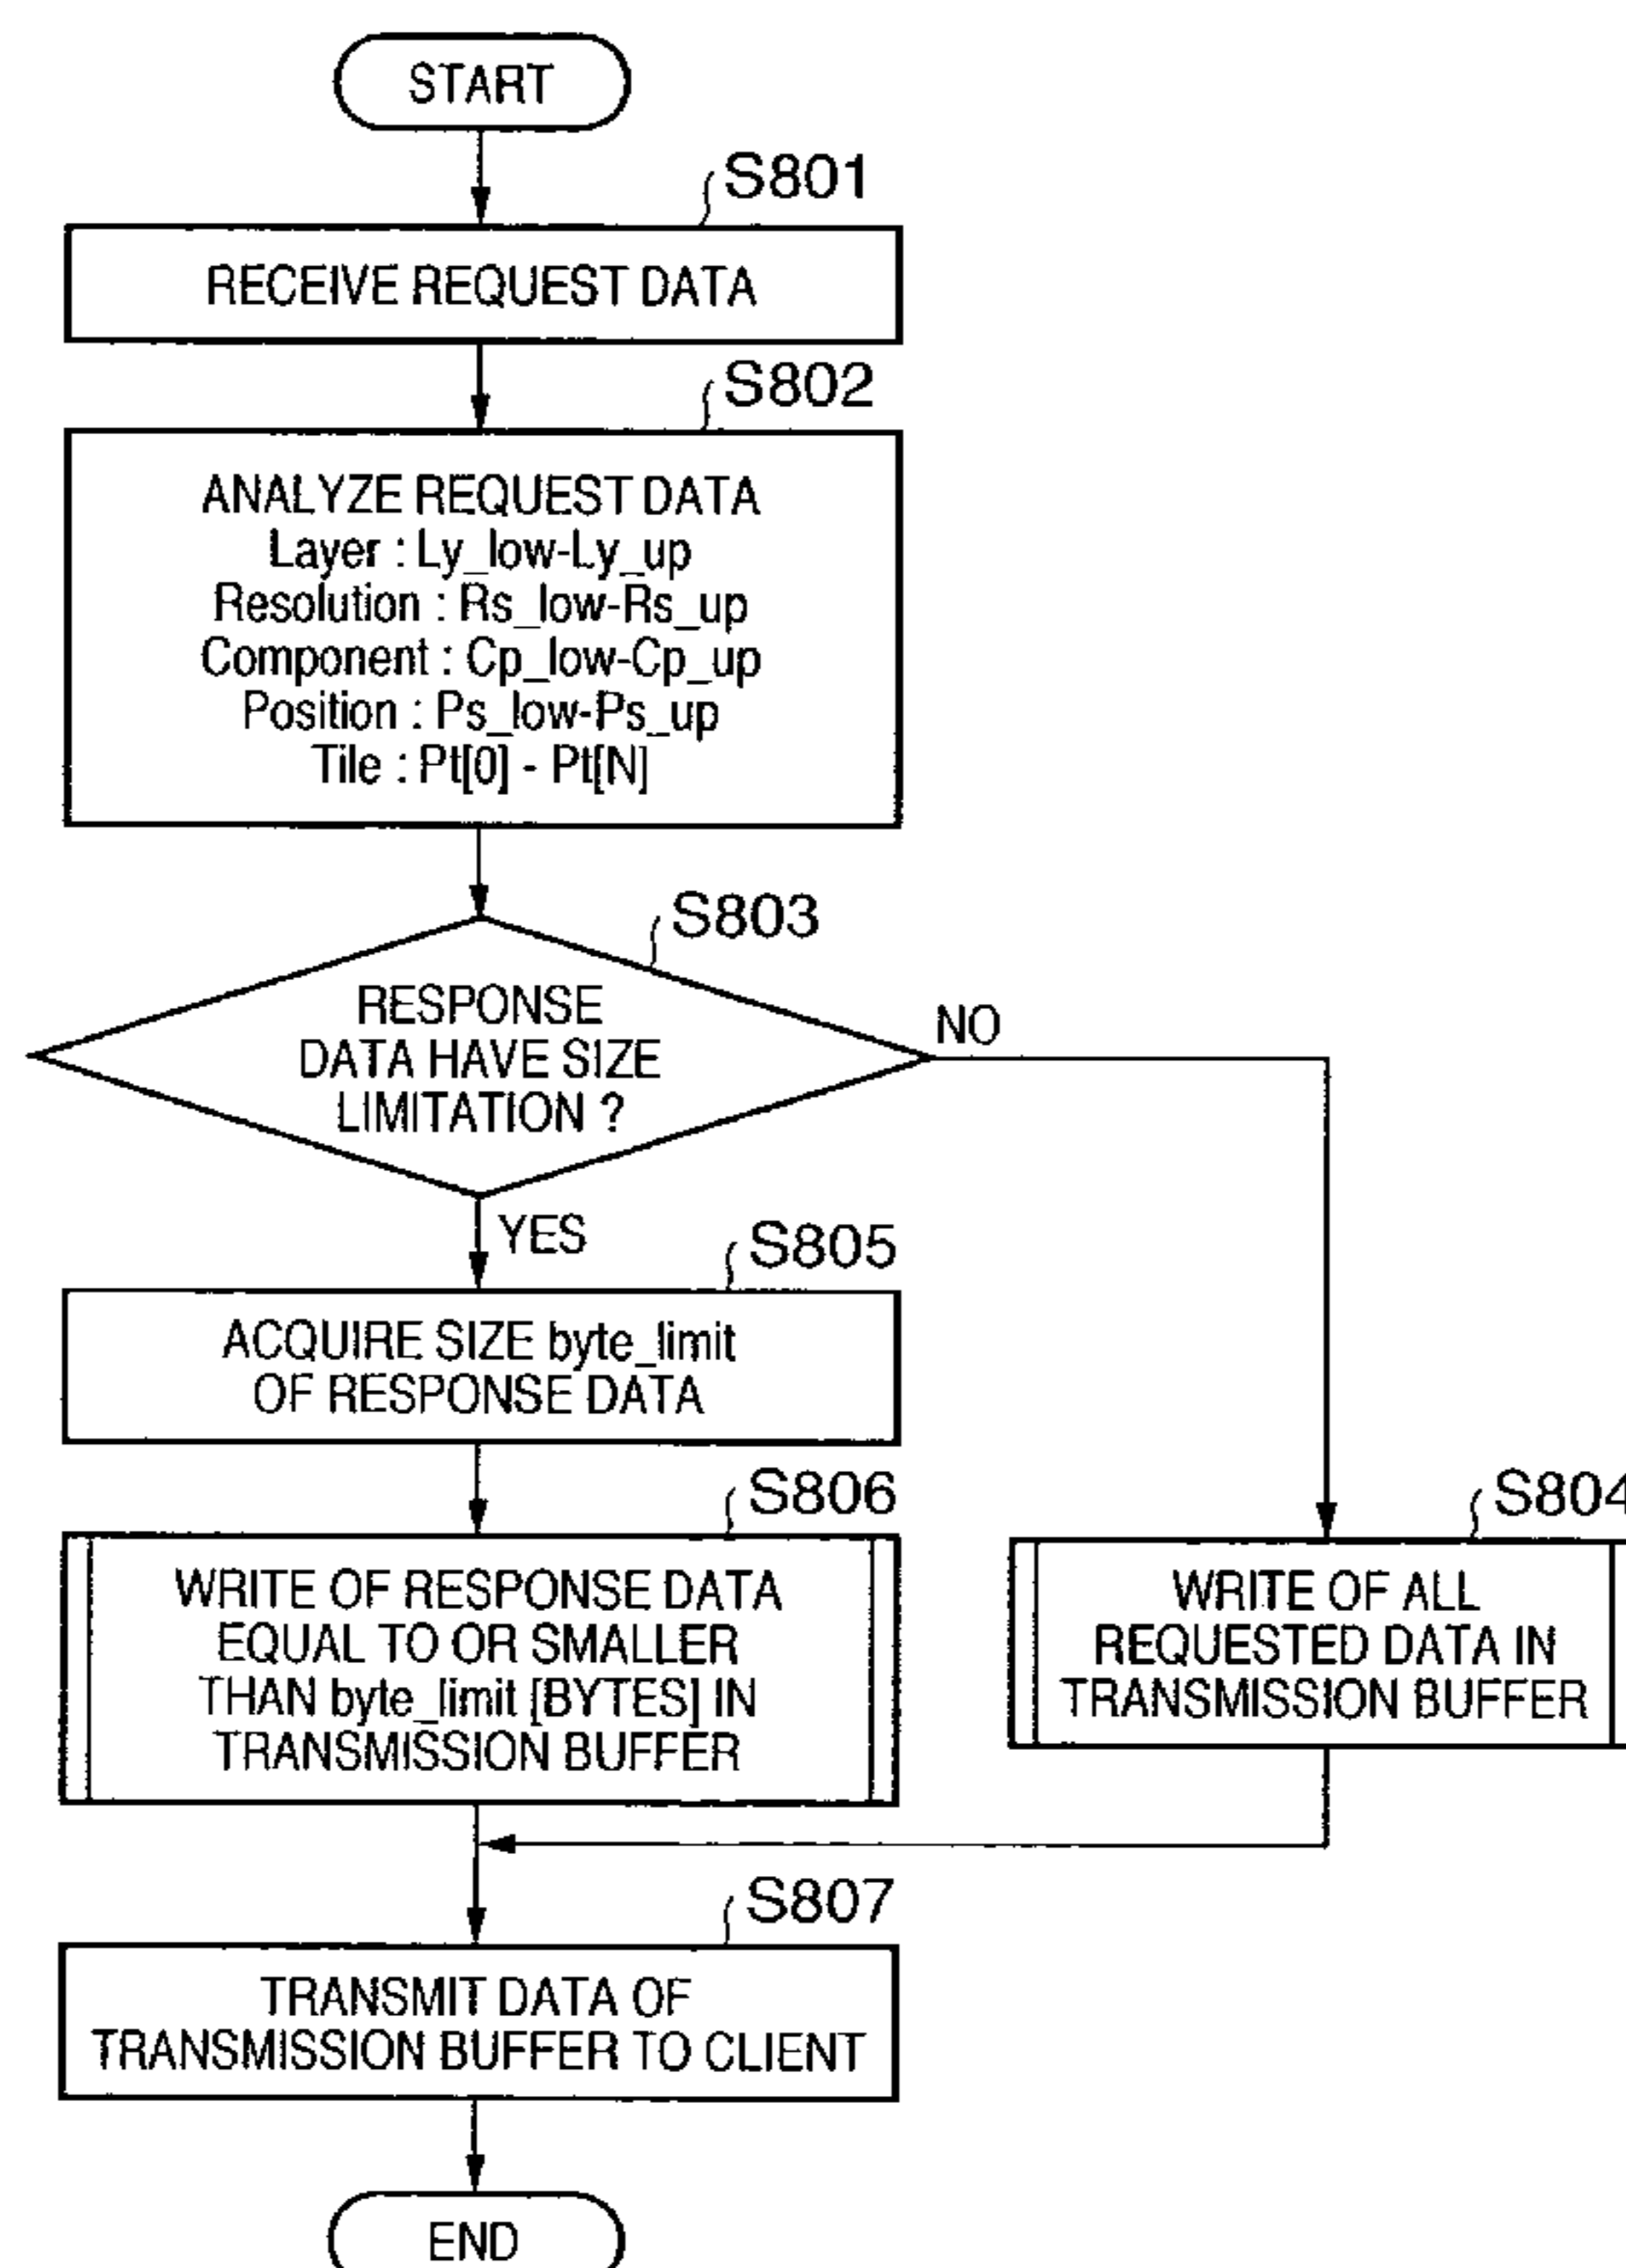 START
S801
RECEIVE REQUEST DATA
S802
ANALYZE REQUEST DATA
Layer : Ly_low-Ly_up
Resolution : Rs_low-Rs_up
Component : Cp_low-Cp_up
Position : Ps_low-Ps_up
Tile : Pt[0] - Pt[N]
S803
RESPONSE
DATA HAVE SIZE
LIMITATION ?
NO
YES
S805
ACQUIRE SIZE byte_limit
OF RESPONSE DATA
S806
WRITE OF RESPONSE DATA
EQUAL TO OR SMALLER
THAN byte_limit [BYTES] IN
TRANSMISSION BUFFER
S804
WRITE OF ALL
REQUESTED DATA IN
TRANSMISSION BUFFER
S807
TRANSMIT DATA OF
TRANSMISSION BUFFER TO CLIENT
END